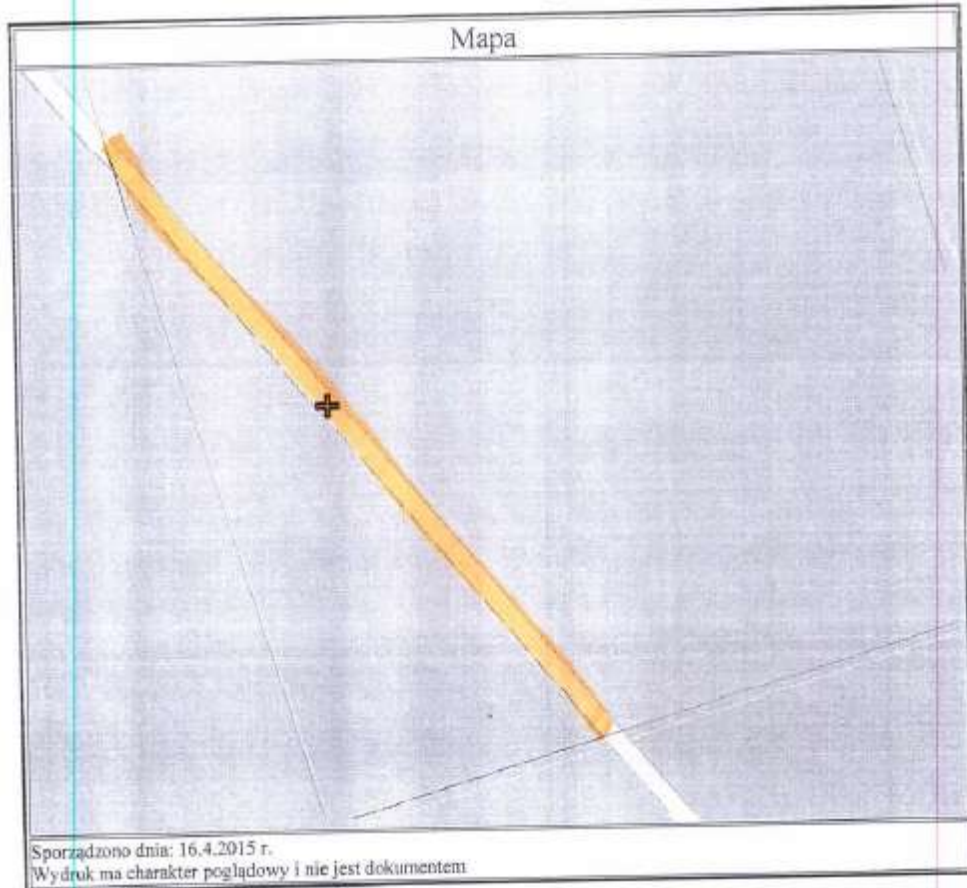 Mapa
Sporządzono dnia: 16.4.2015 r.
Wydruk ma charakter poglądowy i nie jest dokumentem